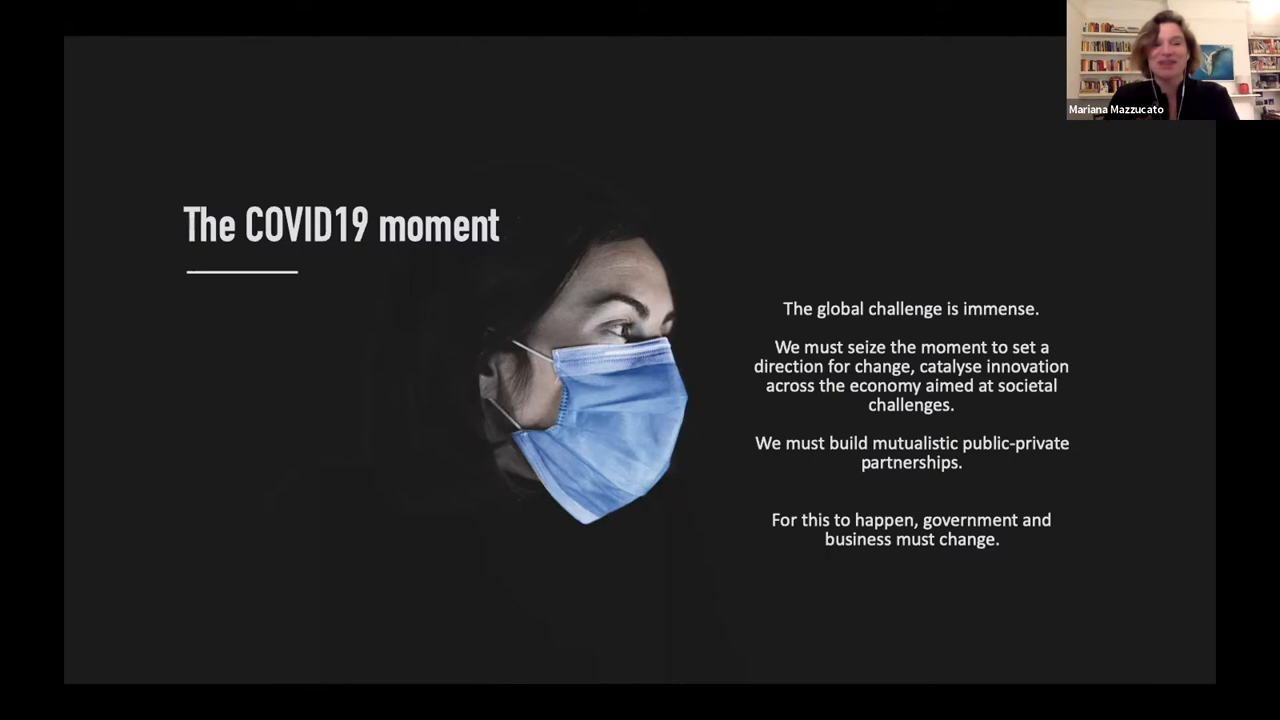 Mariana Mazzucato
The COVID19 moment
The global challenge is immense.
We must seize the moment to set a
direction for change, catalyse innovation
across the economy aimed at societal
challenges.
We must build mutualistic public-private
partnerships.
For this to happen, government and
business must change.